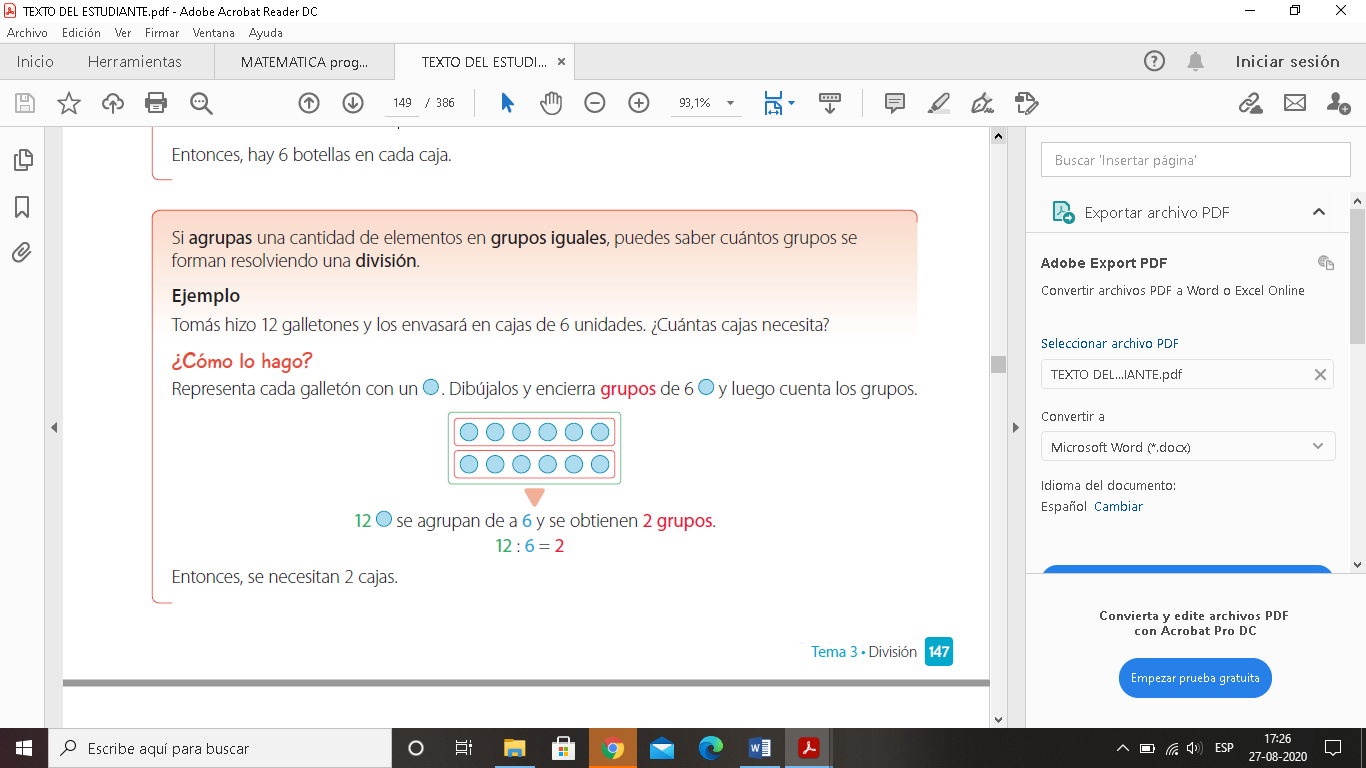 TEXTO DEL ESTUDIANTE.pdf - Adobe Acrobat Reader DC
Archivo Edición Ver Firmar Ventana Ayuda
Inicio Herramientas MATEMATICA prog... TEXTO DEL ESTUDI... Iniciar sesión
149 / 386 93,1%
Entonces, hay 6 botellas en cada caja.
Si agrupas una cantidad de elementos en grupos iguales, puedes saber cuántos grupos se
forman resolviendo una división.
Ejemplo
Tomás hizo 12 galletones y los envasará en cajas de 6 unidades. ¿Cuántas cajas necesita?
¿Cómo lo hago?
Representa cada galletón con un . Dibújalos y encierra grupos de 6 y luego cuenta los grupos.
12 se agrupan de a 6 y se obtienen 2 grupos.
12 : 6 = 2
Entonces, se necesitan 2 cajas.
Tema 3 • División 147
Buscar 'Insertar página'
Exportar archivo PDF
Adobe Export PDF
Convertir archivos PDF a Word o Excel Online
Seleccionar archivo PDF
TEXTO DEL...IANTE.pdf
Convertir a
Microsoft Word (*.docx)
Idioma del documento:
Español Cambiar
Convierta y edite archivos PDF
con Acrobat Pro DC
Empezar prueba gratuita
Escribe aquí para buscar
ESP
17:26
27-08-2020